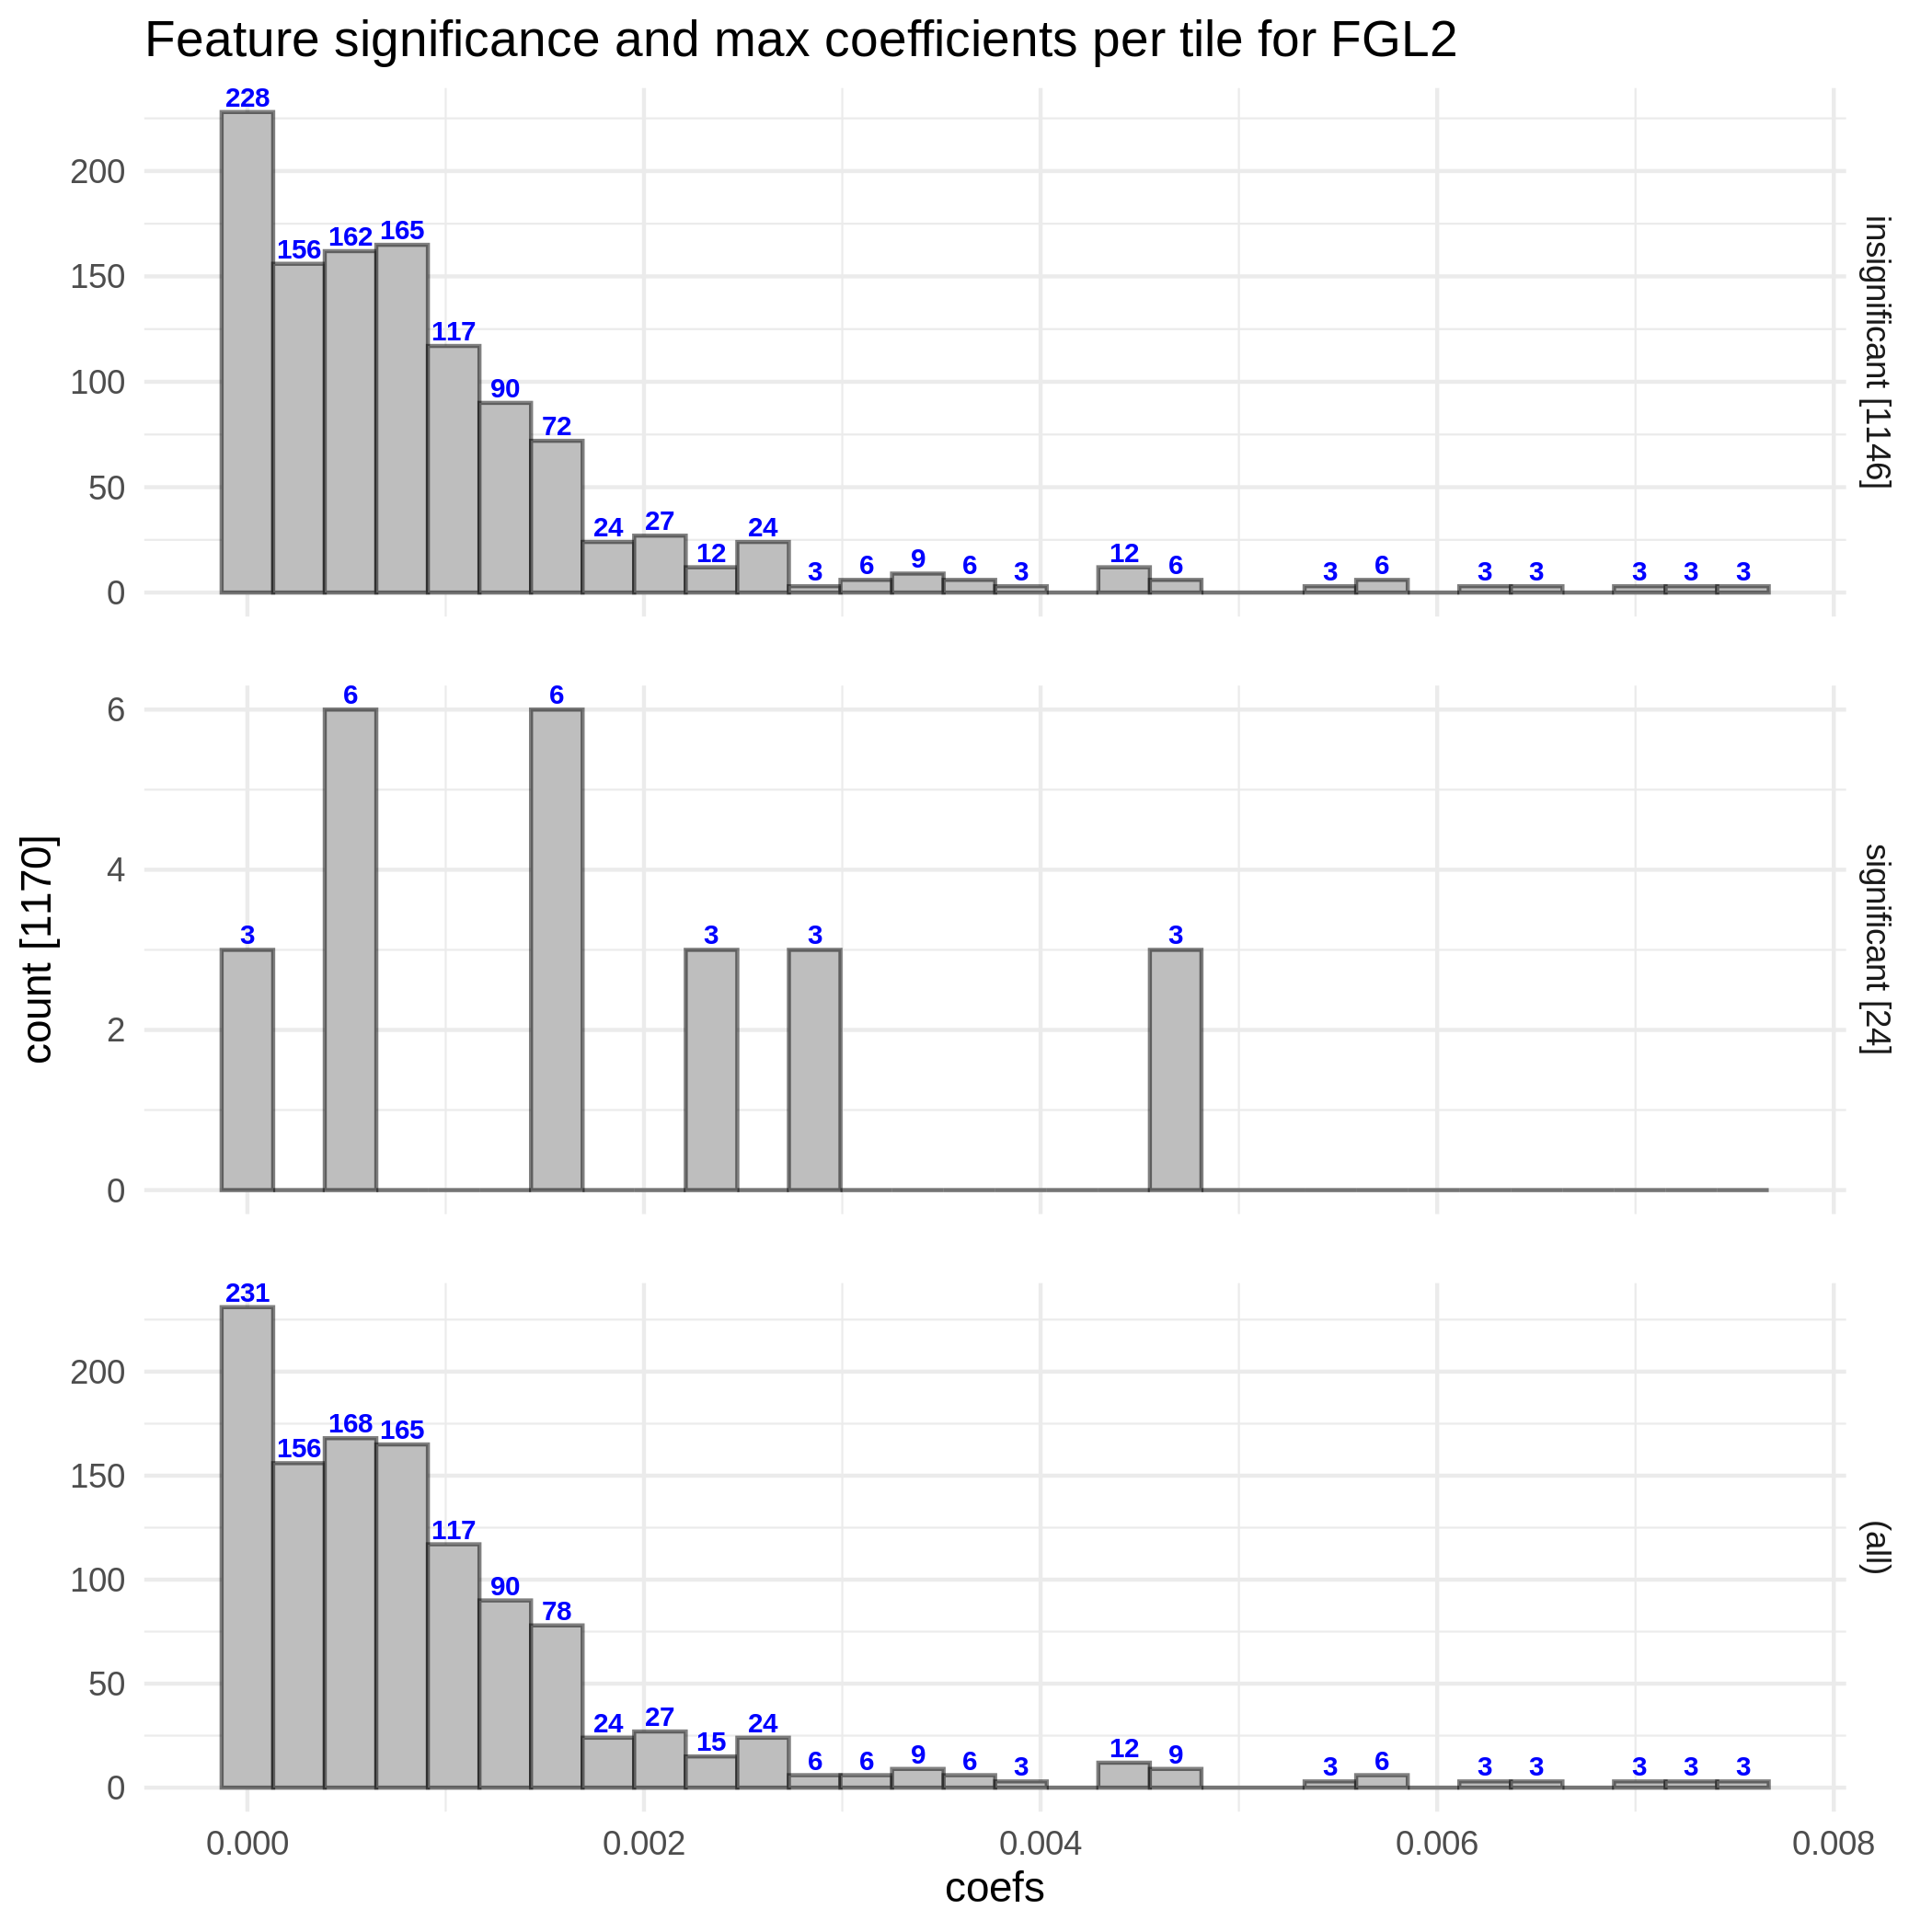 Feature significance and max coefficients per tile for FGL2
228
156 162 165
117
90
72
24 27 12 24 3 6 9 6 3 12 6 3 6 3 3 3 3 3
200
150
100
50
0
insignificant [1146]
count [1170]
3 6 6 3 3 3
6
4
2
0
significant [24]
231
156 168 165
117
90
78
24 27 15 24 6 6 9 6 3 12 9 3 6 3 3 3 3 3
200
150
100
50
0
(all)
0.000 0.002 0.004 0.006 0.008
coefs